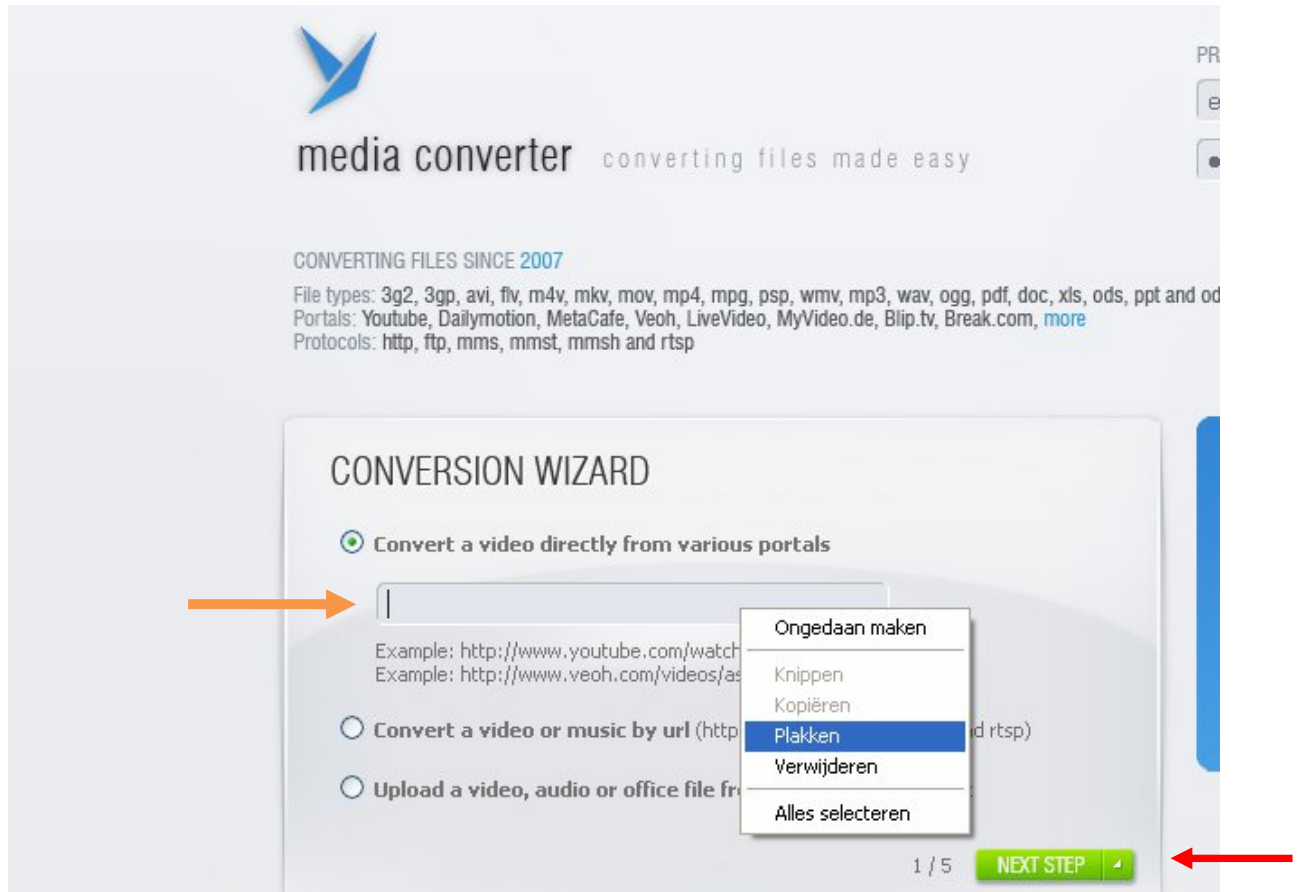 PR
e
media converter converting files made easy
CONVERTING FILES SINCE 2007
File types: 3g2, 3gp, avi, flv, m4v, mkv, mov, mp4, mpg, psp, wmv, mp3, wav, ogg, pdf, doc, xls, ods, ppt and od
Portals: Youtube, Dailymotion, MetaCafe, Veoh, LiveVideo, MyVideo.de, Blip.tv, Break.com, more
Protocols: http, ftp, mms, mmst, mmsh and rtsp
CONVERSION WIZARD
Convert a video directly from various portals
Example: http://www.youtube.com/watch
Example: http://www.veoh.com/videos/as
Convert a video or music by url (http d rtsp)
Upload a video, audio or office file fr
Ongedaan maken
Knippen
Kopiëren
Plakken
Verwijderen
Alles selecteren
1 / 5 NEXT STEP